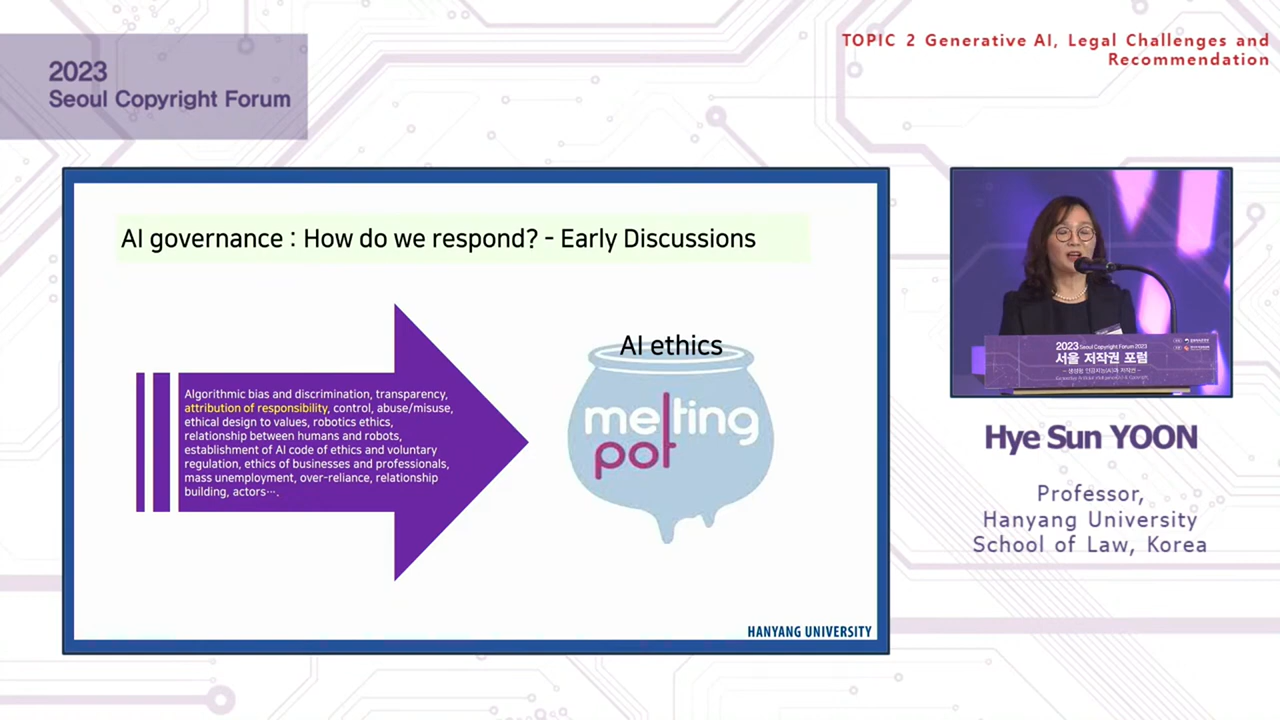 TOPIC 2 Generative AI, Legal Challenges and
Recommendation
2023
Seoul Copyright Forum
AI governance : How do we respond? - Early Discussions
Algorithmic bias and discrimination, transparency,
attribution of responsibility, control, abuse/misuse,
ethical design to values, robotics ethics,
relationship between humans and robots,
establishment of AI code of ethics and voluntary
regulation, ethics of businesses and professionals,
mass unemployment, over-reliance, relationship
building, actors….
AI ethics
melting
pot
HANYANG UNIVERSITY
2023 Seoul Copyright Forum 2023
서울 저작권 포럼
Hye Sun YOON
Professor,
Hanyang University
School of Law, Korea